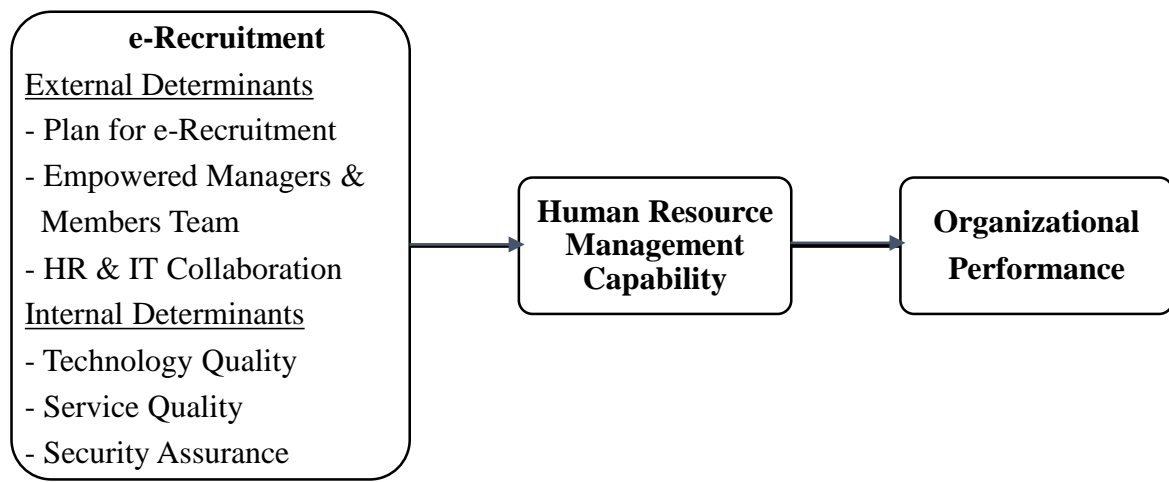 e-Recruitment
External Determinants
- Plan for e-Recruitment
- Empowered Managers &
Members Team
- HR & IT Collaboration
Internal Determinants
- Technology Quality
- Service Quality
- Security Assurance
Human Resource
Management
Capability
Organizational
Performance